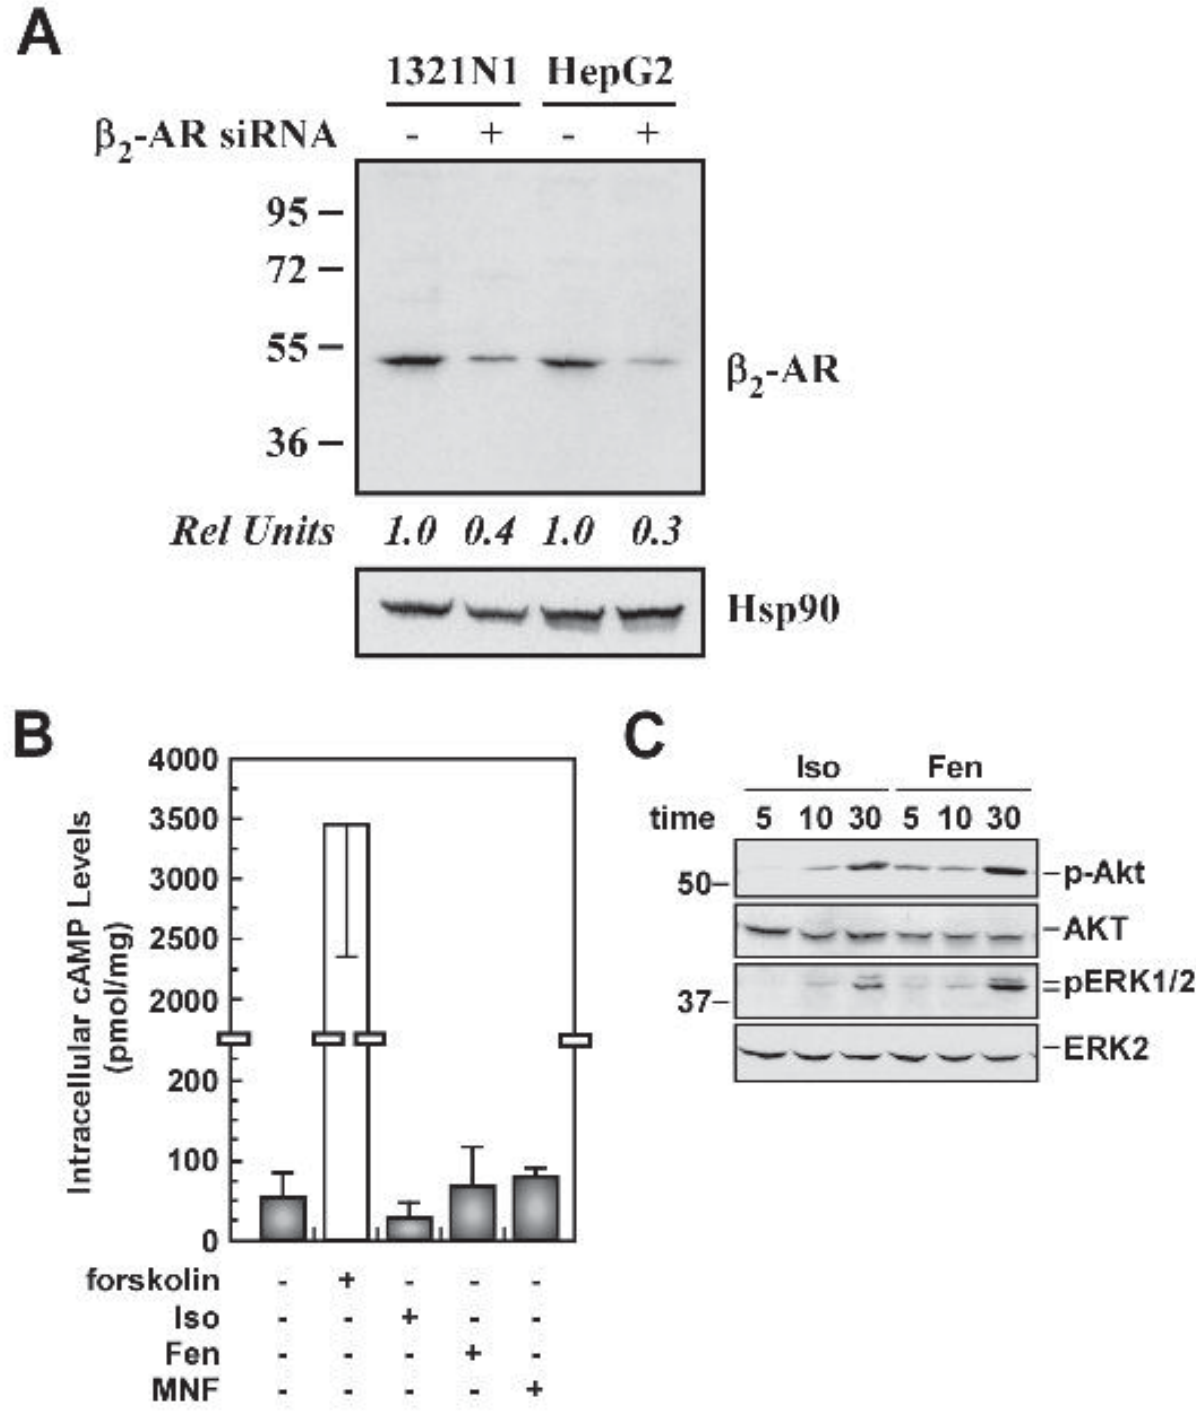 A
1321N1 HepG2
β2-AR siRNA - + - +
95
72
55
β2-AR
36
Rel Units 1.0 0.4 1.0 0.3
Hsp90
B
Intracellular cAMP Levels
(pmol/mg)
4000
3500
3000
2500
2000
200
100
0
forskolin - + - - -
Iso - - + - -
Fen - - - + -
MNF - - - - +
C
Iso Fen
time 5 10 30 5 10 30
50 p-Akt
AKT
37 pERK1/2
ERK2